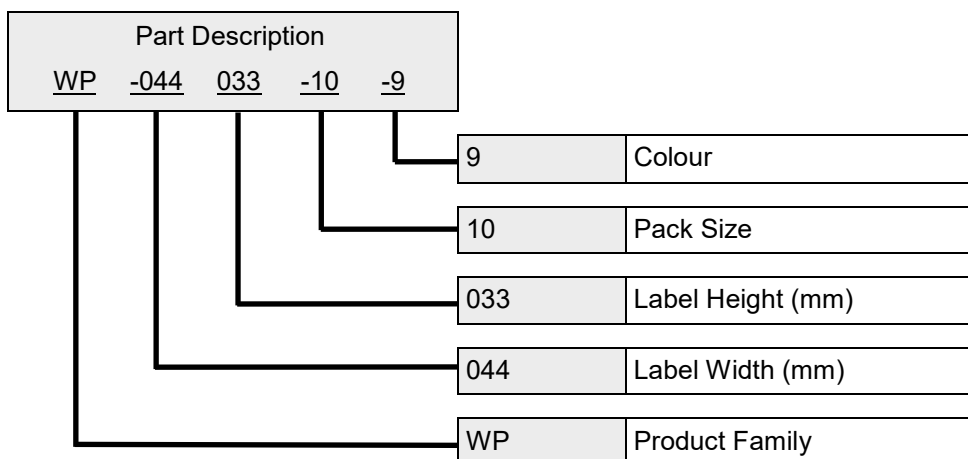 Part Description
WP -044 033 -10 -9
9 Colour
10 Pack Size
033 Label Height (mm)
044 Label Width (mm)
WP Product Family